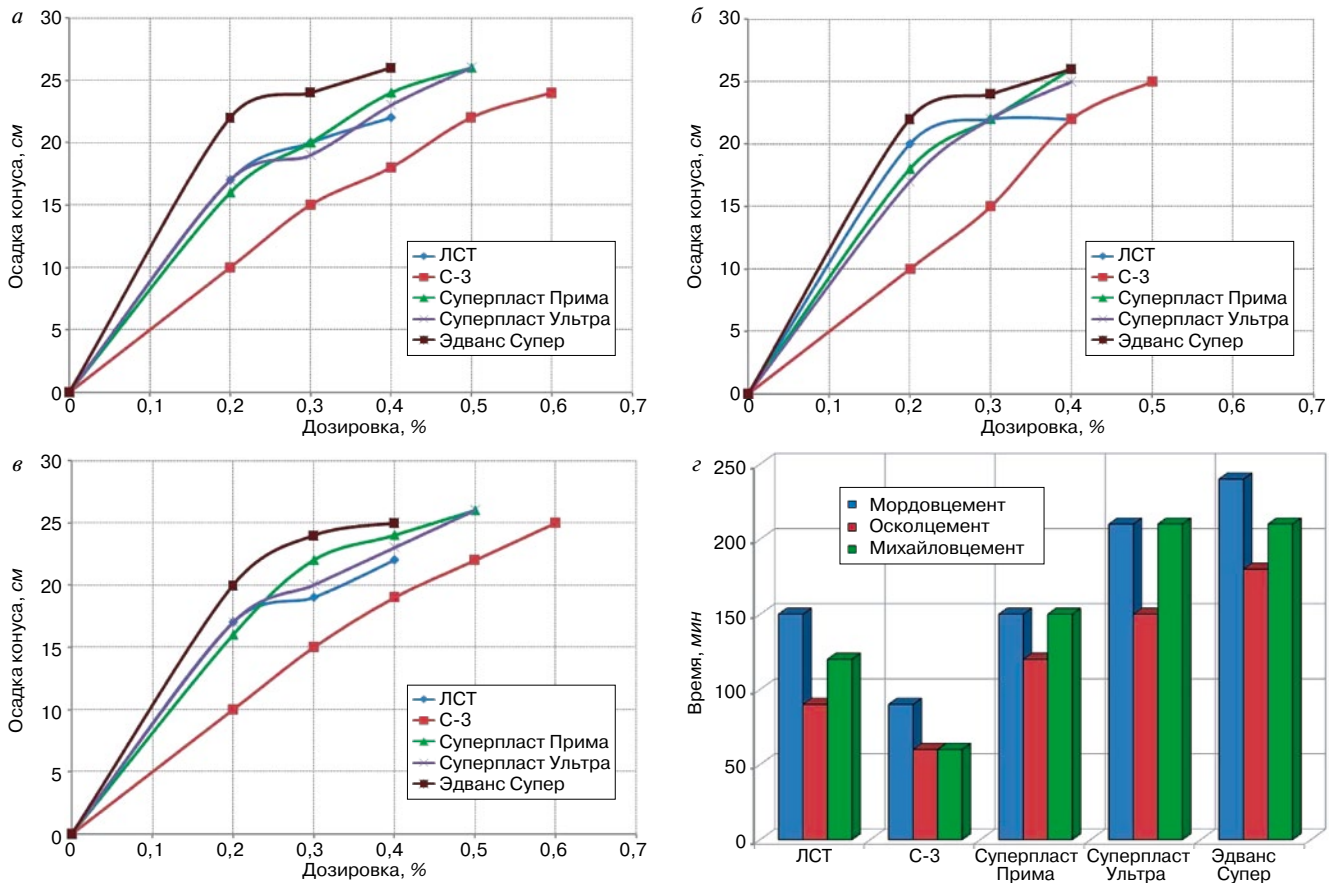 а
30
25
20
15
10
5
0
Осадка конуса, см
0 0,1 0,2 0,3 0,4 0,5 0,6 0,7
Дозировка, %
ЛСТ
С-3
Суперпласт Прима
Суперпласт Ультра
Эдванс Супер
б
30
25
20
15
10
5
0
Осадка конуса, см
0 0,1 0,2 0,3 0,4 0,5 0,6 0,7
Дозировка, %
ЛСТ
С-3
Суперпласт Прима
Суперпласт Ультра
Эдванс Супер
в
30
25
20
15
10
5
0
Осадка конуса, см
0 0,1 0,2 0,3 0,4 0,5 0,6 0,7
Дозировка, %
ЛСТ
С-3
Суперпласт Прима
Суперпласт Ультра
Эдванс Супер
г
250
200
150
100
50
0
Время, мин
Мордовцемент
Осколцемент
Михайловцемент
ЛСТ С-3 Суперпласт Суперпласт Эдванс
Прима Ультра Супер